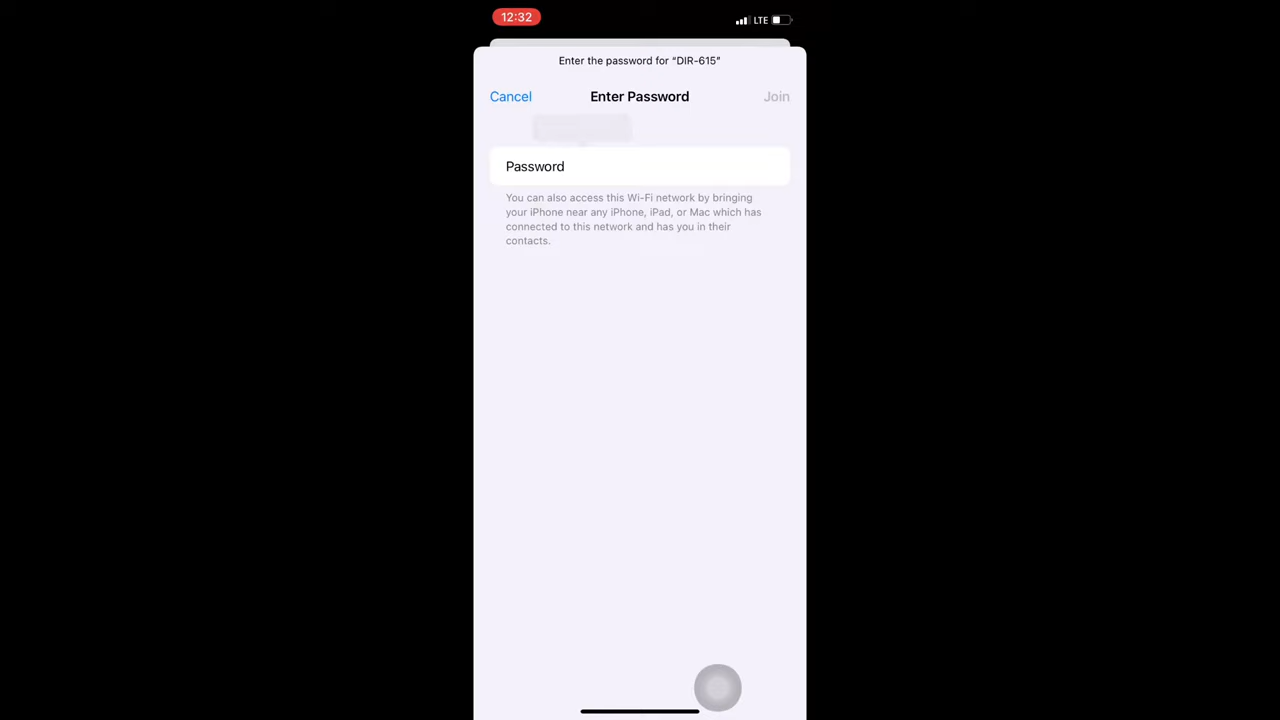 12:32
LTE
Enter the password for “DIR-615”
Cancel
Enter Password
Join
Password
You can also access this Wi-Fi network by bringing
your iPhone near any iPhone, iPad, or Mac which has
connected to this network and has you in their
contacts.